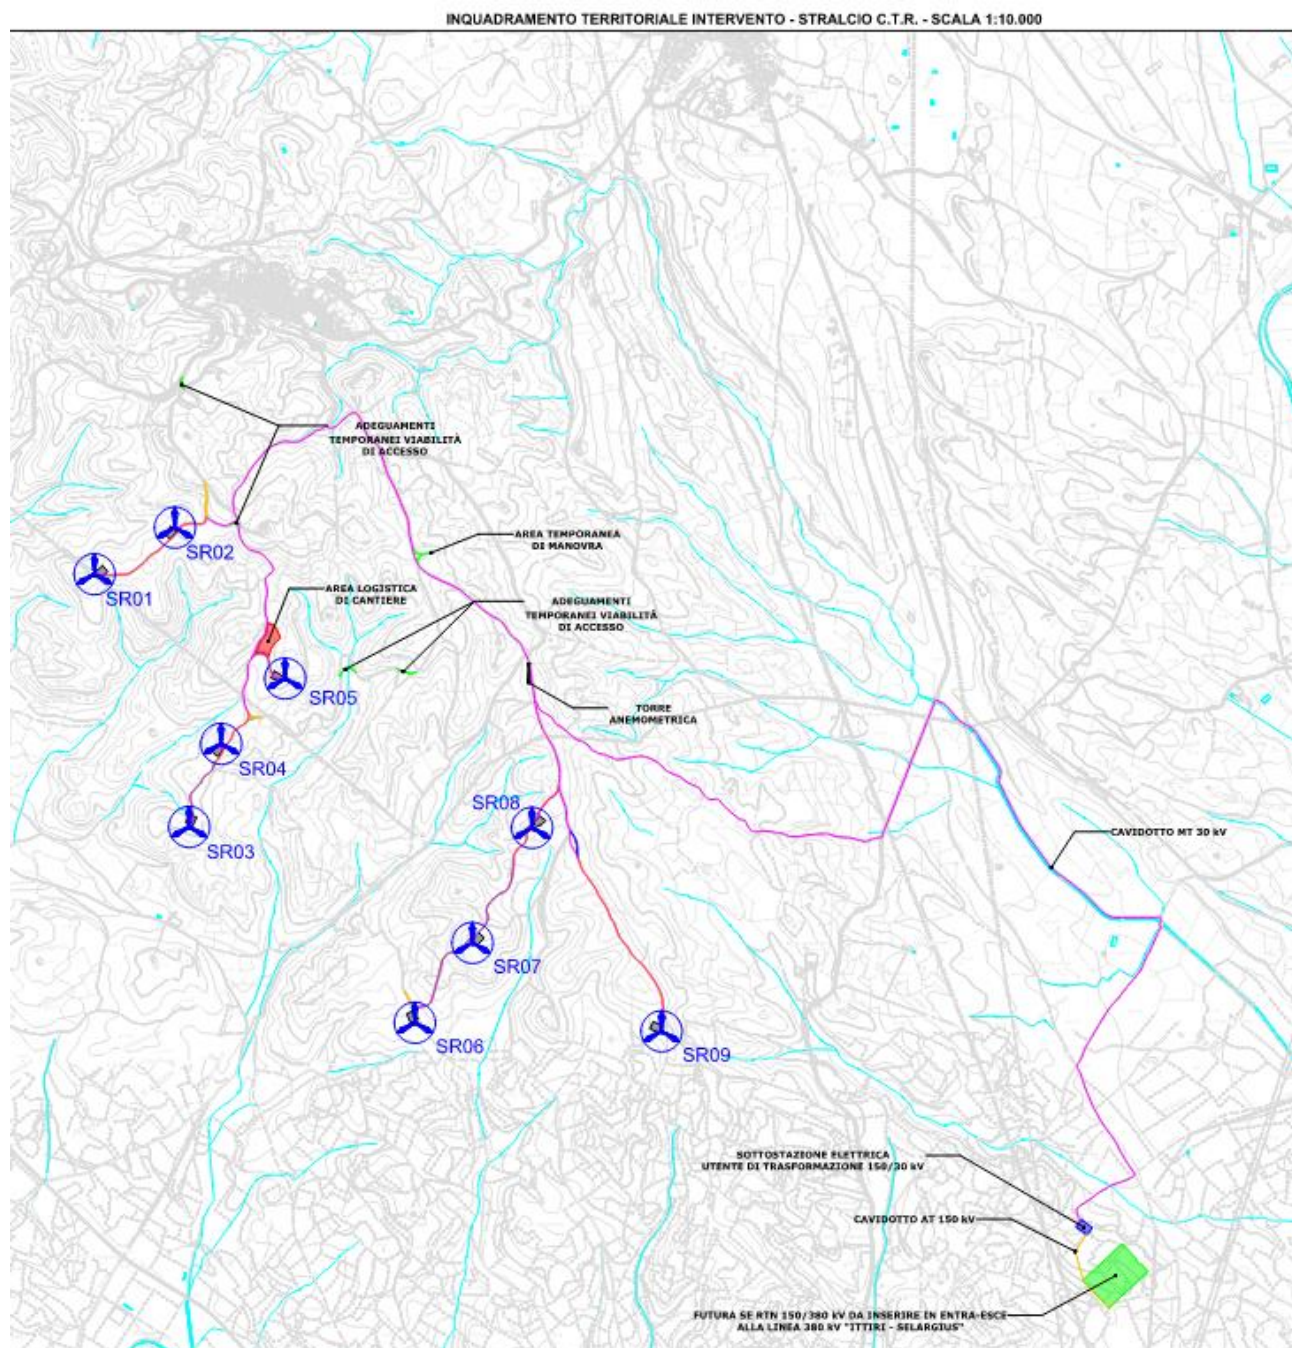 INQUADRAMENTO TERRITORIALE INTERVENTO - STRALCIO C.T.R. - SCALA 1:10.000
ADEGUAMENTI
TEMPORANEI VIABILITÀ
DI ACCESSO
AREA TEMPORANEA
DI MANOVRA
SR02
SR01
AREA LOGISTICA
DI CANTIERE
ADEGUAMENTI
TEMPORANEI VIABILITÀ
DI ACCESSO
SR05
TORRE
ANEMOMETRICA
SR04
SR08
SR03
CAVIDOTTO MT 30 kV
SR07
SR06
SR09
SOTTOSTAZIONE ELETTRICA
UTENTE DI TRASFORMAZIONE 150/30 kV
CAVIDOTTO AT 150 kV
FUTURA SE RTN 150/380 kV DA INSERIRE IN ENTRA-ESCE
ALLA LINEA 380 kV "ITTIRI - SELARGIUS"